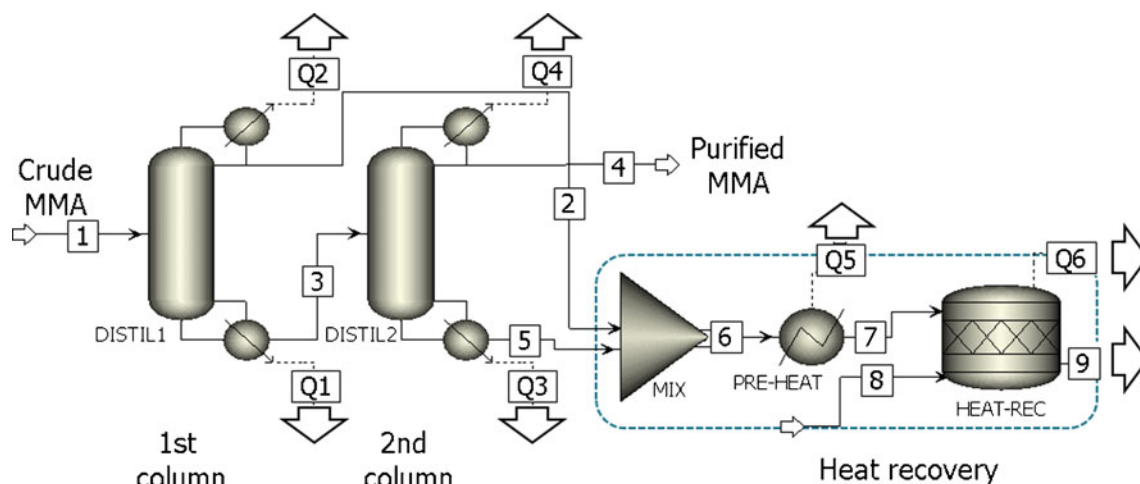 Q2
Q4
Crude
MMA
1
4
Purified
MMA
2
3
Q5
Q6
DISTIL1
DISTIL2
5
6
7
MIX
PRE-HEAT
8
9
HEAT-REC
Q1
Q3
1st
column
2nd
column
Heat recovery